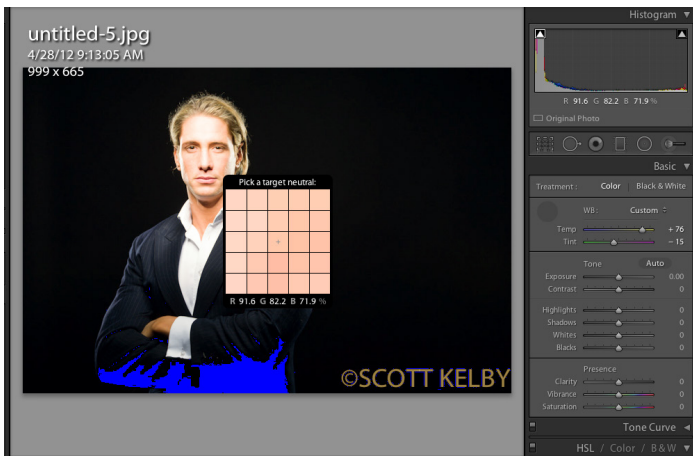 untitled-5.jpg
4/28/12 9:13:05 AM
999 x 665
Pick a target neutral:
R 91.6 G 82.2 B 71.9 %
©SCOTT KELBY
Histogram
R 91.6 G 82.2 B 71.9 %
Original Photo
Basic
Treatment : Color Black & White
WB : Custom
Temp + 76
Tint − 15
Tone Auto
Exposure 0.00
Contrast 0
Highlights 0
Shadows 0
Whites 0
Blacks 0
Presence
Clarity 0
Vibrance 0
Saturation 0
Tone Curve
HSL / Color / B & W